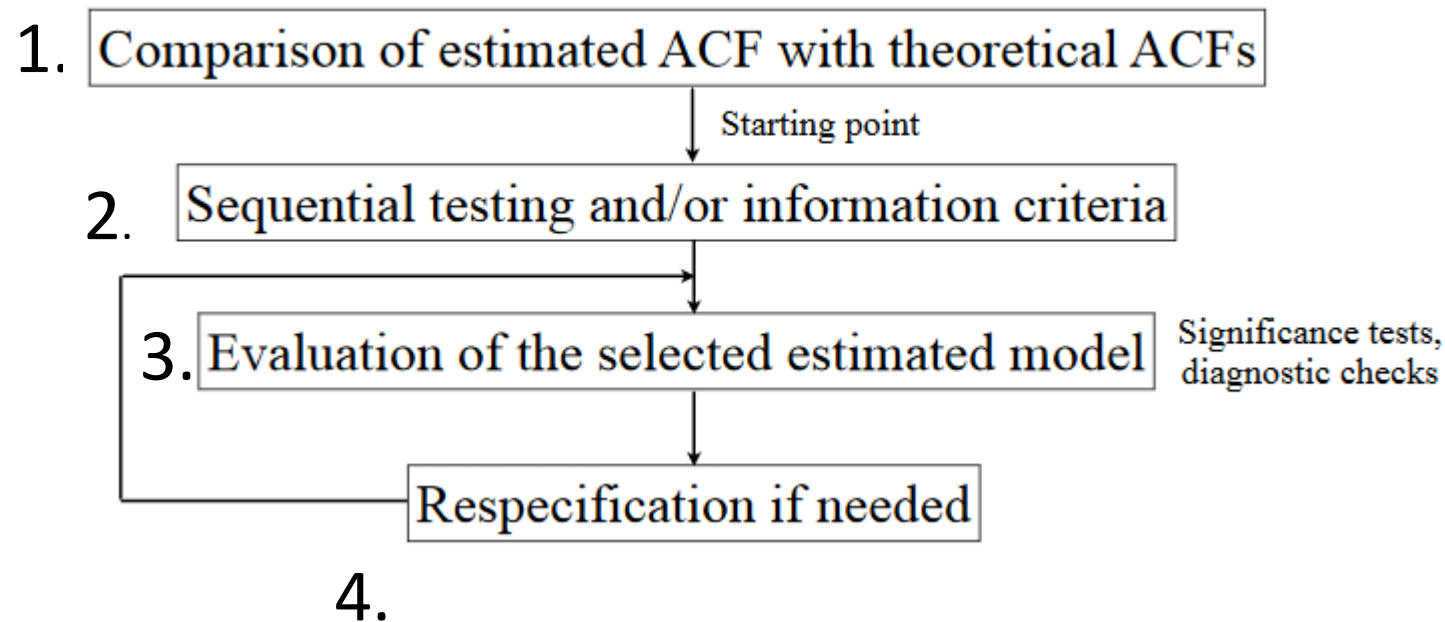 1. Comparison of estimated ACF with theoretical ACFs
Starting point
2. Sequential testing and/or information criteria
3. Evaluation of the selected estimated model
Significance tests,
diagnostic checks
Respecification if needed
4.